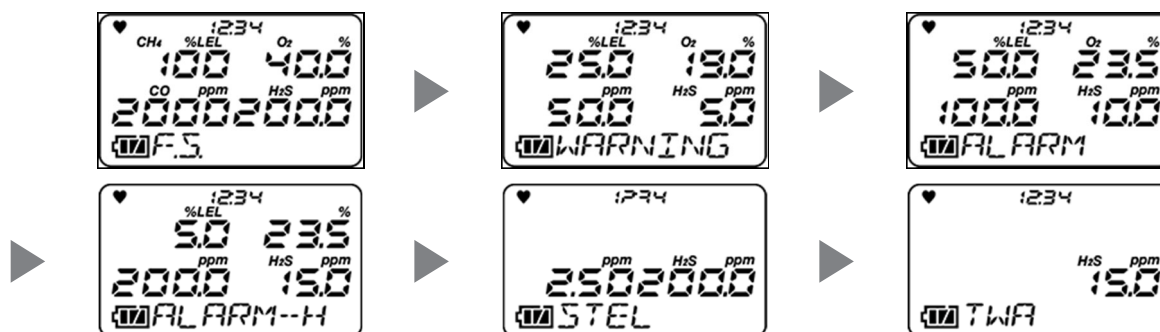 12:34
CH₄ %LEL O₂ %
100 40.0
CO ppm H₂S ppm
2000 200.0
F.S.
12:34
%LEL O₂ %
25.0 19.0
ppm H₂S ppm
50.0 5.0
WARNING
12:34
%LEL O₂ %
50.0 23.5
ppm H₂S ppm
100.0 10.0
ALARM
12:34
%LEL %
5.0 23.5
ppm H₂S ppm
200.0 15.0
ALARM--H
ppm H₂S ppm
2.50 200.0
STEL
12:34
H₂S ppm
15.0
TWA